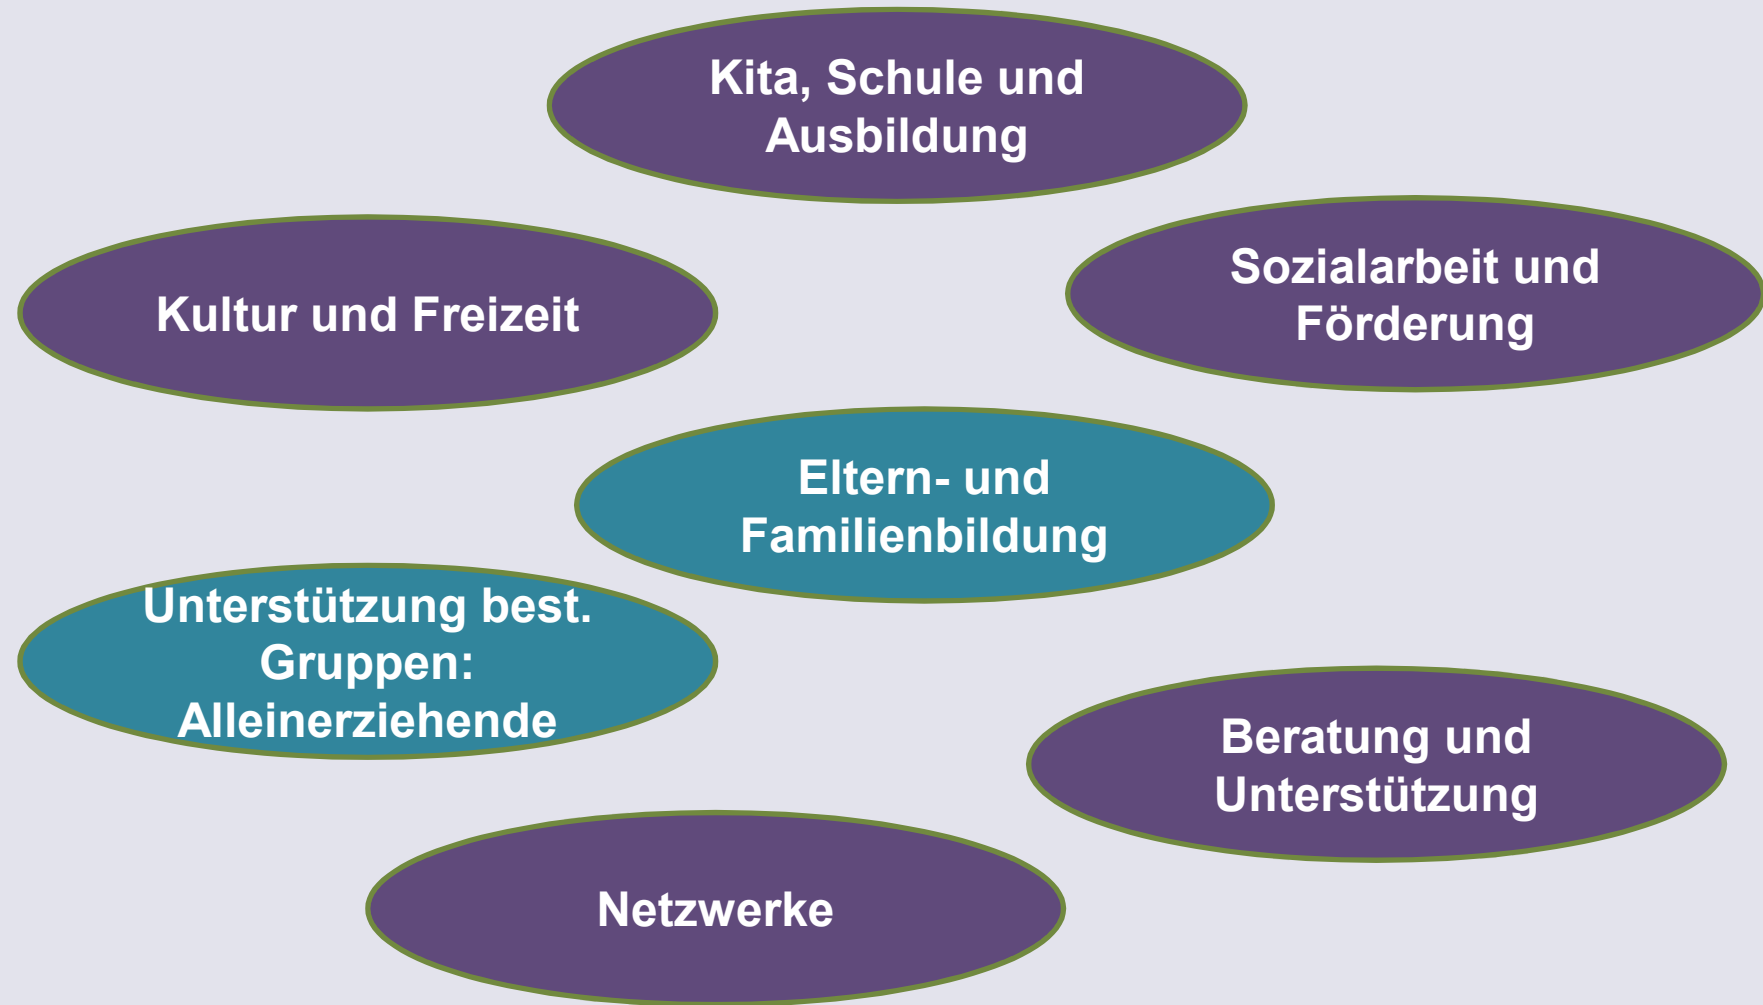 Kita, Schule und
Ausbildung
Sozialarbeit und
Förderung
Kultur und Freizeit
Eltern- und
Familienbildung
Unterstützung best.
Gruppen:
Alleinerziehende
Beratung und
Unterstützung
Netzwerke